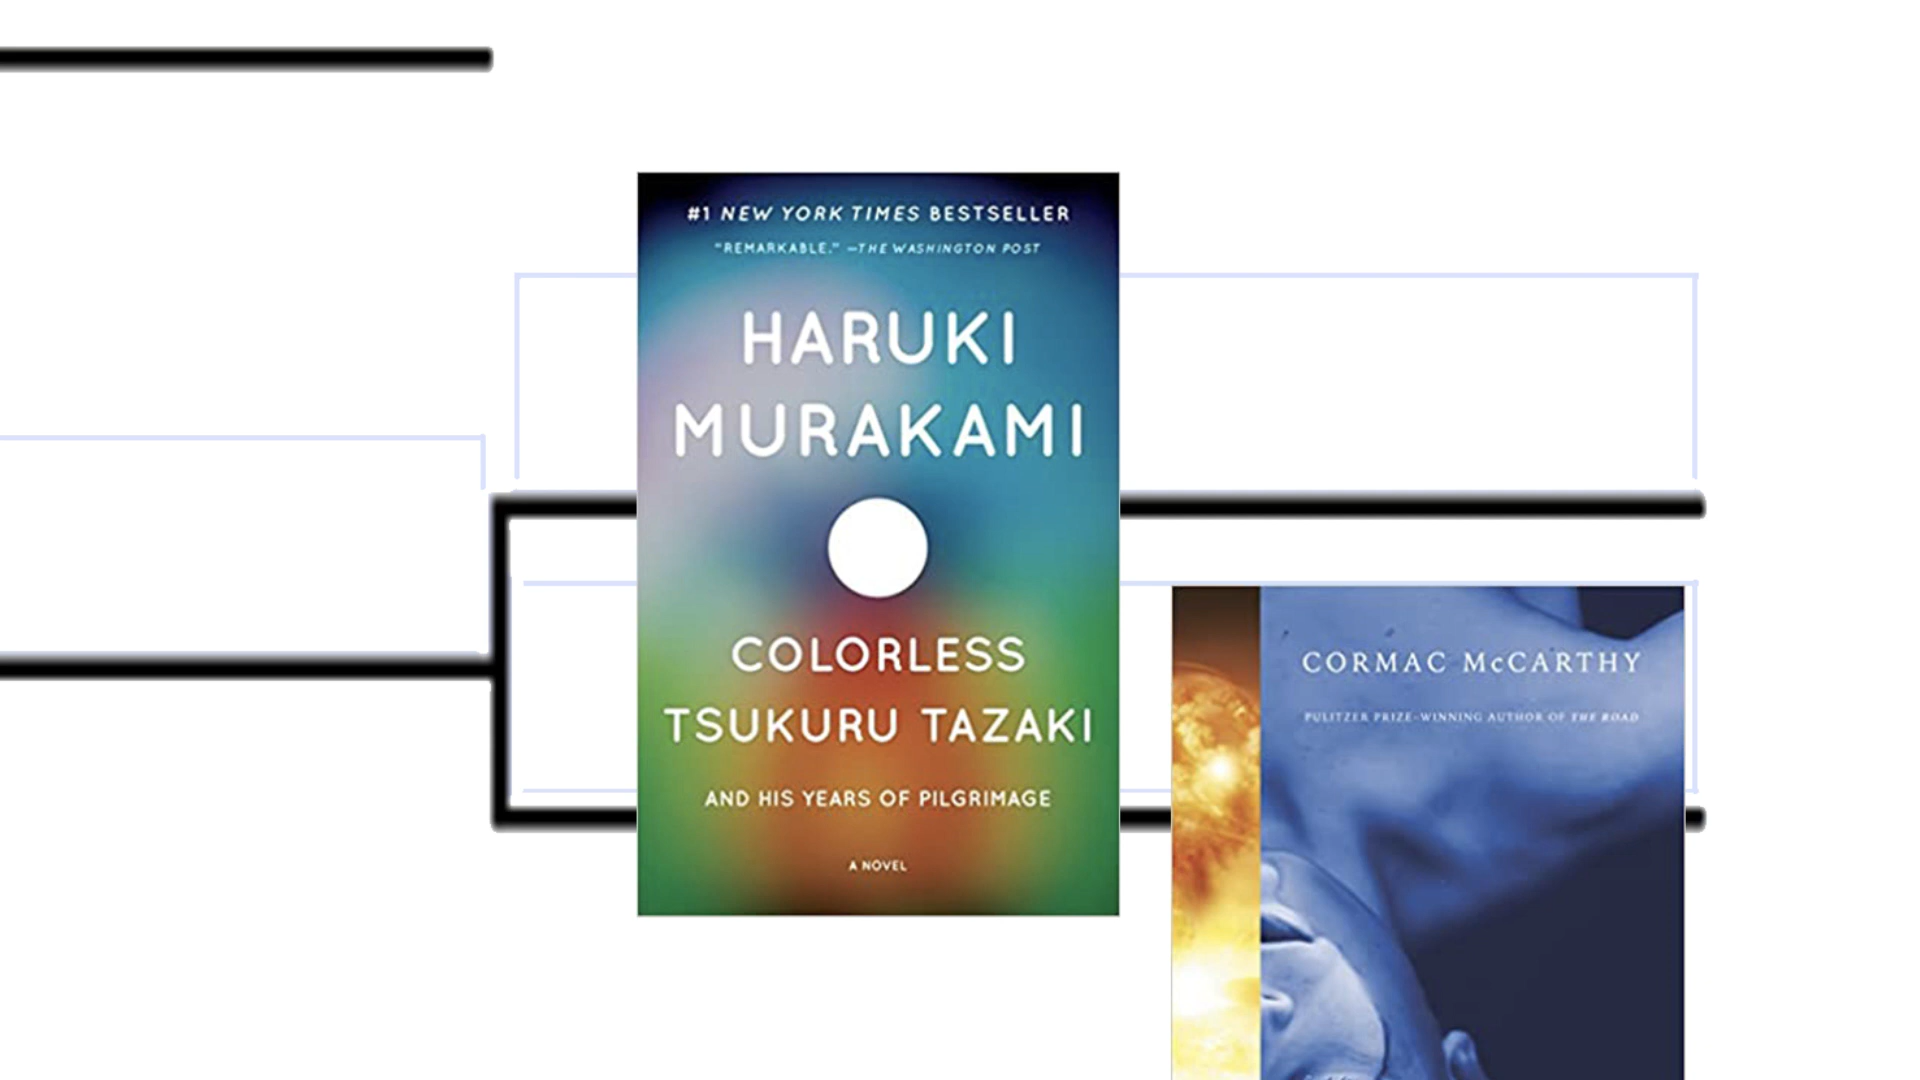 #1 NEW YORK TIMES BESTSELLER
"REMARKABLE." —THE WASHINGTON POST
HARUKI
MURAKAMI
COLORLESS
TSUKURU TAZAKI
AND HIS YEARS OF PILGRIMAGE
A NOVEL
CORMAC McCARTHY
PULITZER PRIZE-WINNING AUTHOR OF THE ROAD